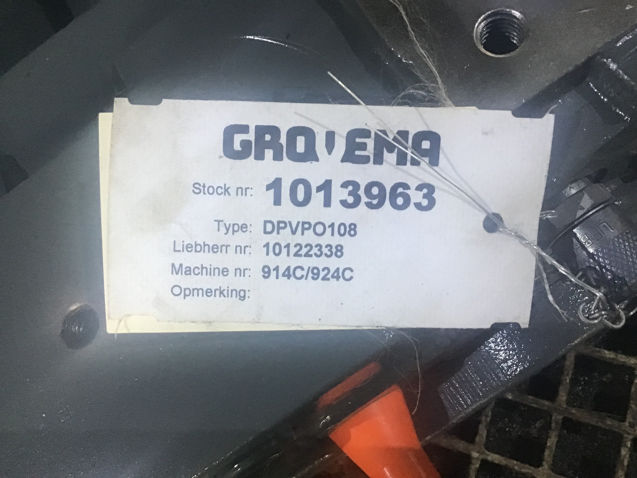 GROVEMA
Stock nr: 1013963
Type: DPVPO108
Liebherr nr: 10122338
Machine nr: 914C/924C
Opmerking: